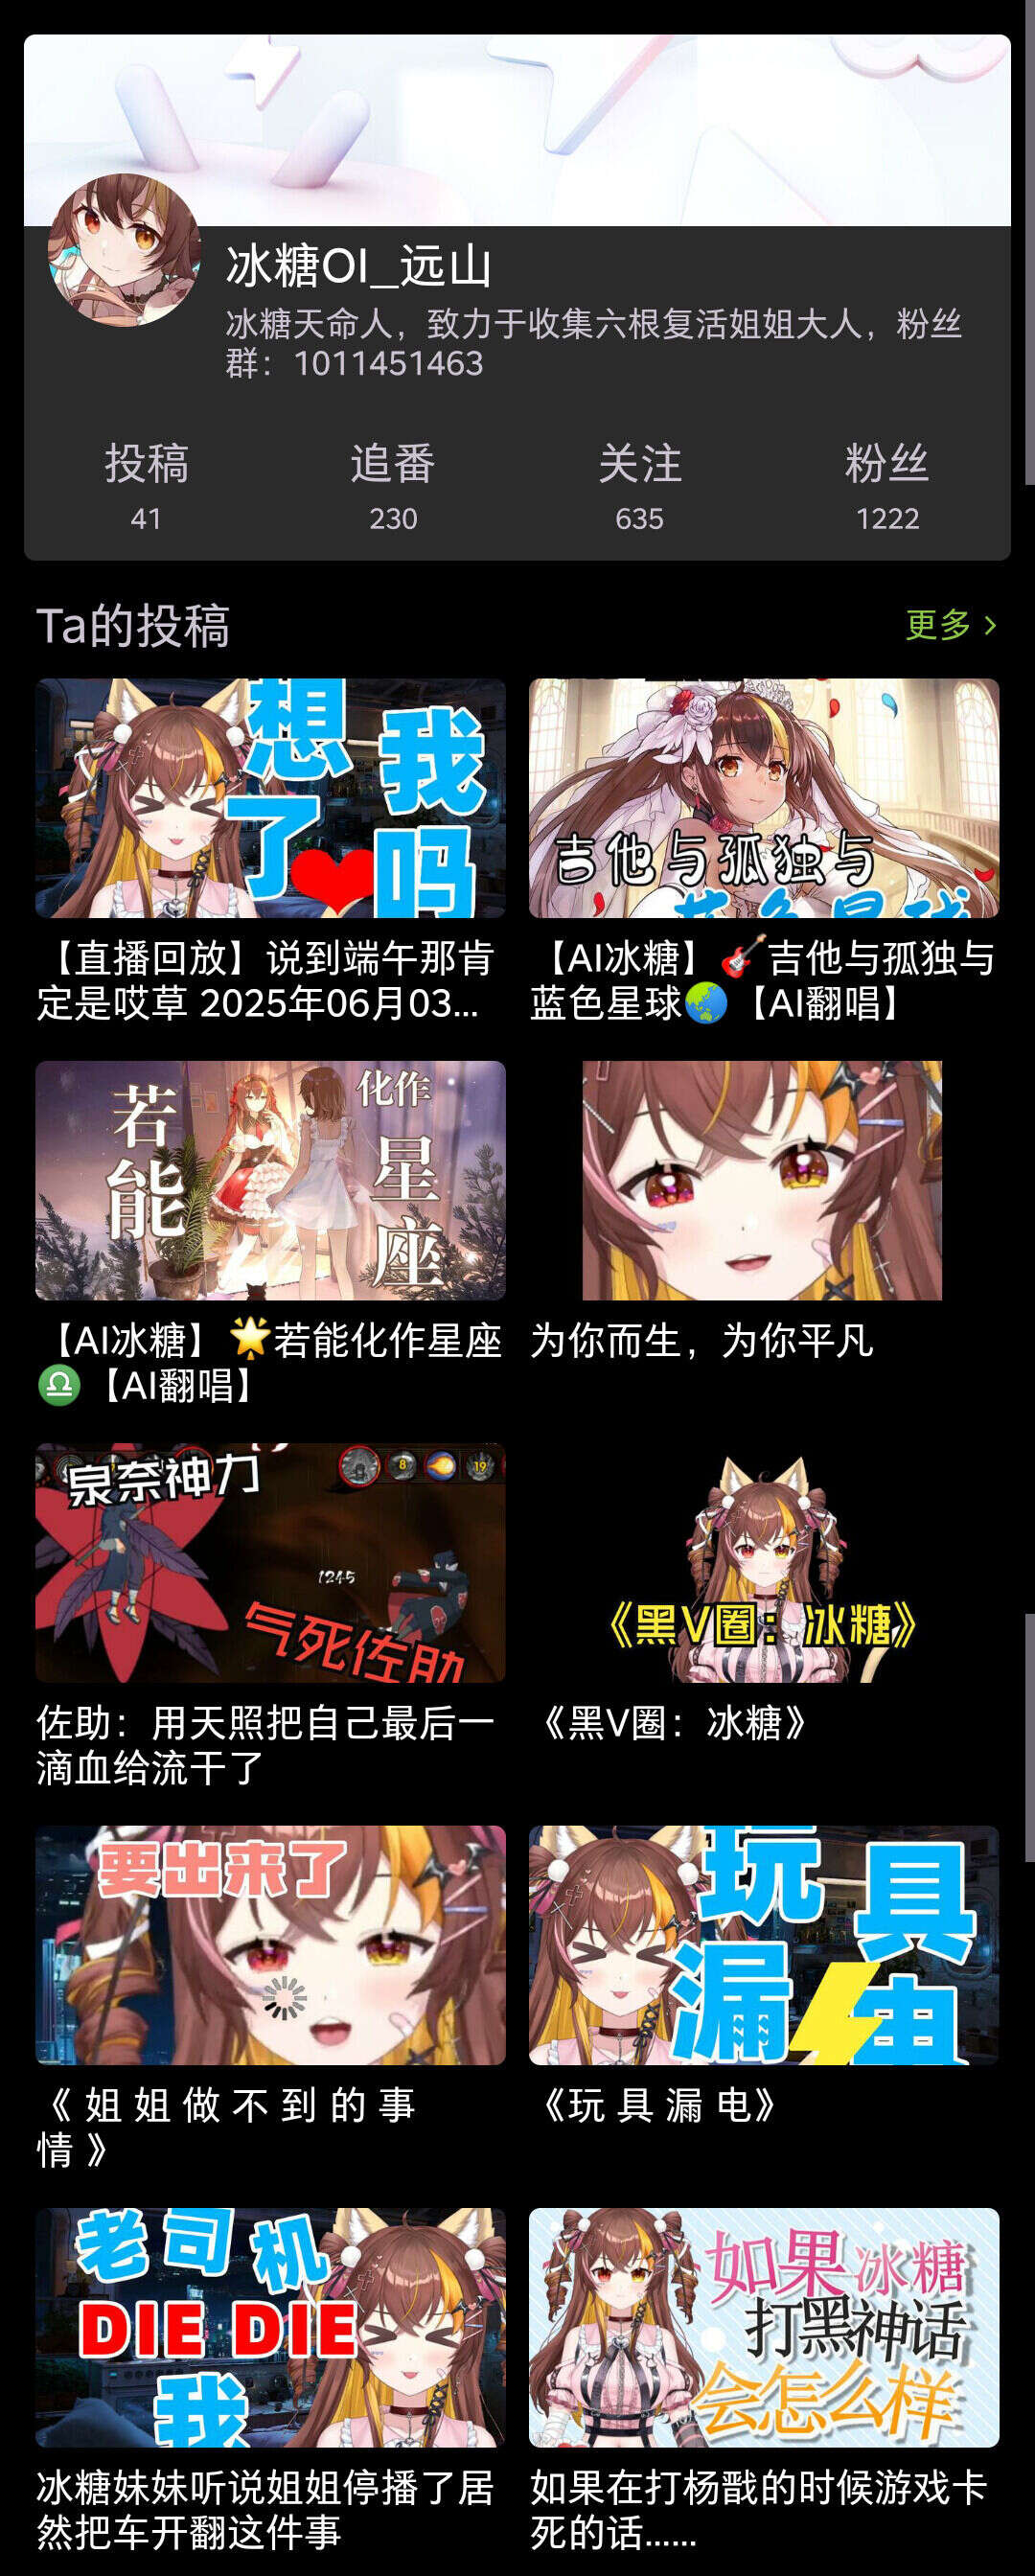 冰糖OI_远山
冰糖天命人，致力于收集六根复活姐姐大人，粉丝
群：1011451463
投稿
追番
关注
粉丝
41
230
635
1222
Ta的投稿
更多 >
想
我
了
吗
【直播回放】说到端午那肯
定是哎草 2025年06月03...
吉他与孤独与
蓝色星球
【AI冰糖】🎸吉他与孤独与
蓝色星球🌏【AI翻唱】
若能
化作
星座
【AI冰糖】🌟若能化作星座
♎【AI翻唱】
为你而生，为你平凡
泉奈神力
8
19
1245
气死佐助
佐助：用天照把自己最后一
滴血给流干了
《黑V圈：冰糖》
《黑V圈：冰糖》
要出来了
《 姐 姐 做 不 到 的 事
情 》
玩
具
漏
电
《玩 具 漏 电》
老司机
DIE DIE
我
冰糖妹妹听说姐姐停播了居
然把车开翻这件事
如果冰糖
打黑神话
会怎么样
如果在打杨戬的时候游戏卡
死的话......